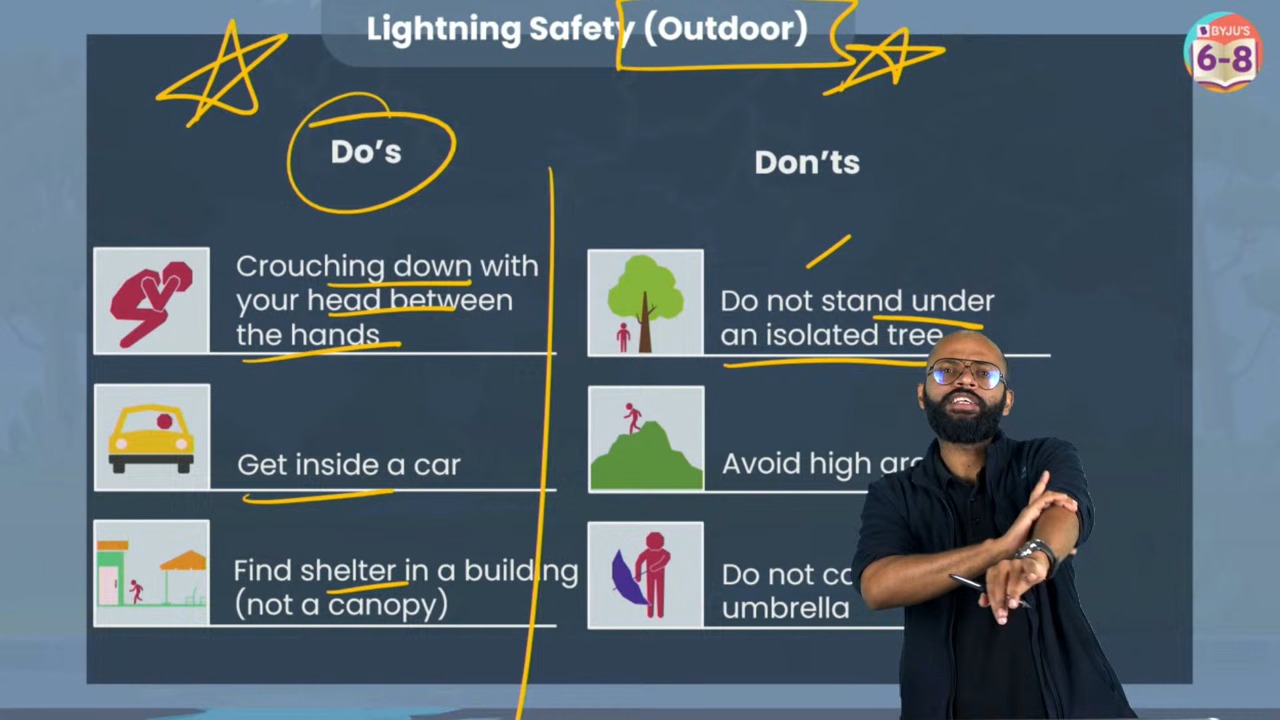 Lightning Safety (Outdoor)
BYJU'S
6-8
Do's
Don'ts
Crouching down with
your head between
the hands
Do not stand under
an isolated tree
Get inside a car
Avoid high
Find shelter in a building
(not a canopy)
Do not
umbrella